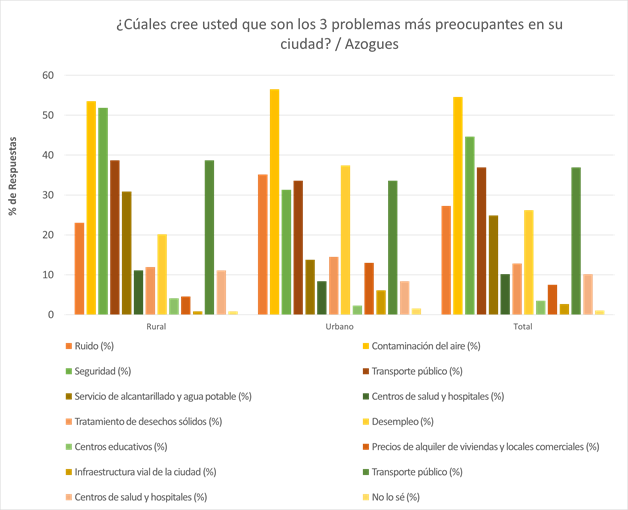 ¿Cúales cree usted que son los 3 problemas más preocupantes en su
ciudad? / Azogues
% de Respuestas
60
50
40
30
20
10
0
Rural Urbano Total
Ruido (%) Contaminación del aire (%)
Seguridad (%) Transporte público (%)
Servicio de alcantarillado y agua potable (%) Centros de salud y hospitales (%)
Tratamiento de desechos sólidos (%) Desempleo (%)
Centros educativos (%) Precios de alquiler de viviendas y locales comerciales (%)
Infraestructura vial de la ciudad (%) Transporte público (%)
Centros de salud y hospitales (%) No lo sé (%)